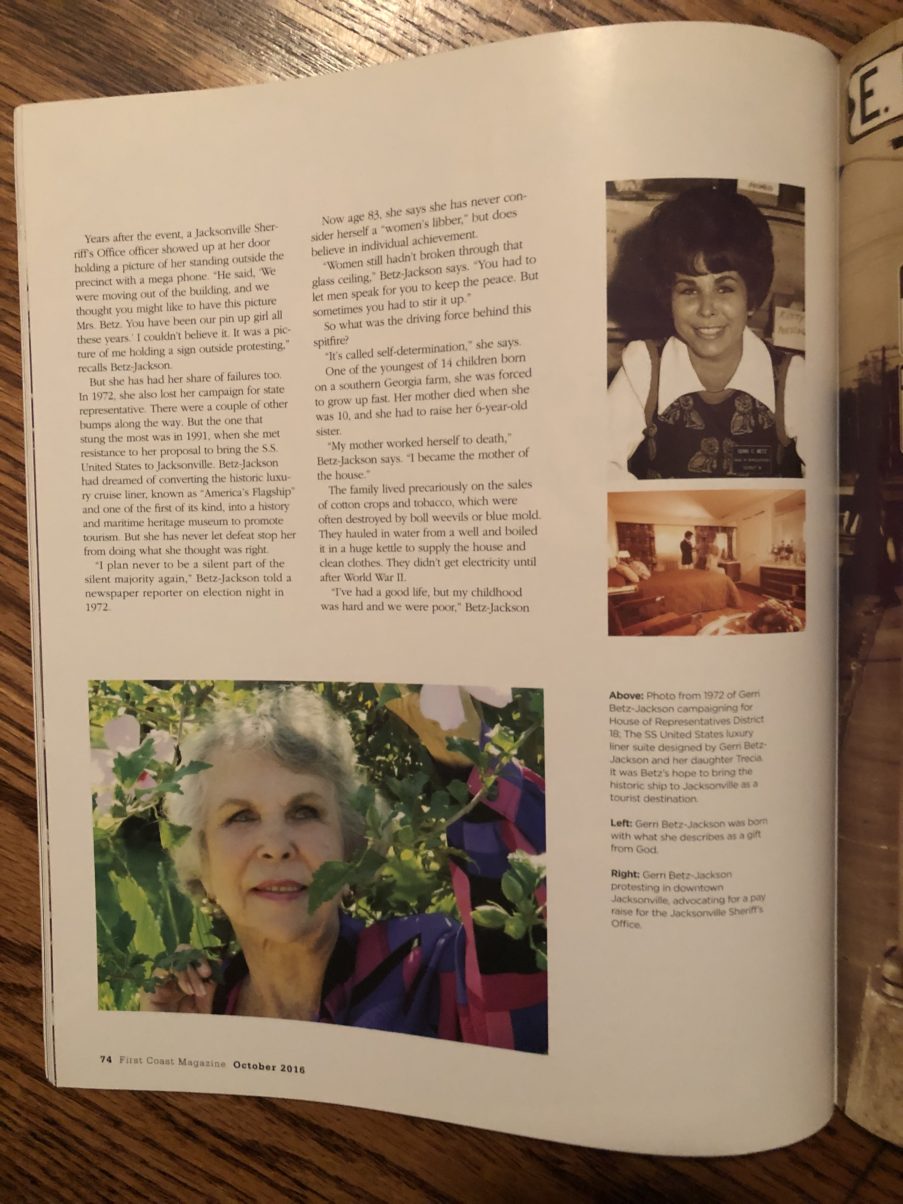 Years after the event, a Jacksonville Sher-
riff's Office officer showed up at her door
holding a picture of her standing outside the
precinct with a mega phone. “He said, ‘We
were moving out of the building, and we
thought you might like to have this picture
Mrs. Betz. You have been our pin up girl all
these years.’ I couldn't believe it. It was a pic-
ture of me holding a sign outside protesting,”
recalls Betz-Jackson.
But she has had her share of failures too.
In 1972, she also lost her campaign for state
representative. There were a couple of other
bumps along the way. But the one that
stung the most was in 1991, when she met
resistance to her proposal to bring the S.S.
United States to Jacksonville. Betz-Jackson
had dreamed of converting the historic luxu-
ry cruise liner, known as “America's Flagship”
and one of the first of its kind, into a history
and maritime heritage museum to promote
tourism. But she has never let defeat stop her
from doing what she thought was right.
“I plan never to be a silent part of the
silent majority again,” Betz-Jackson told a
newspaper reporter on election night in
1972.
Now age 83, she says she has never con-
sider herself a “women's libber,” but does
believe in individual achievement.
“Women still hadn't broken through that
glass ceiling,” Betz-Jackson says. “You had to
let men speak for you to keep the peace. But
sometimes you had to stir it up.”
So what was the driving force behind this
spitfire?
“It's called self-determination,” she says.
One of the youngest of 14 children born
on a southern Georgia farm, she was forced
to grow up fast. Her mother died when she
was 10, and she had to raise her 6-year-old
sister.
“My mother worked herself to death,”
Betz-Jackson says. “I became the mother of
the house.”
The family lived precariously on the sales
of cotton crops and tobacco, which were
often destroyed by boll weevils or blue mold.
They hauled in water from a well and boiled
it in a huge kettle to supply the house and
clean clothes. They didn't get electricity until
after World War II.
“I've had a good life, but my childhood
was hard and we were poor,” Betz-Jackson
GERRI C. BETZ
Above: Photo from 1972 of Gerri
Betz-Jackson campaigning for
House of Representatives District
18; The SS United States luxury
liner suite designed by Gerri Betz-
Jackson and her daughter Trecia.
It was Betz's hope to bring the
historic ship to Jacksonville as a
tourist destination.
Left: Gerri Betz-Jackson was born
with what she describes as a gift
from God.
Right: Gerri Betz-Jackson
protesting in downtown
Jacksonville, advocating for a pay
raise for the Jacksonville Sheriff's
Office.
74 First Coast Magazine October 2016
E.